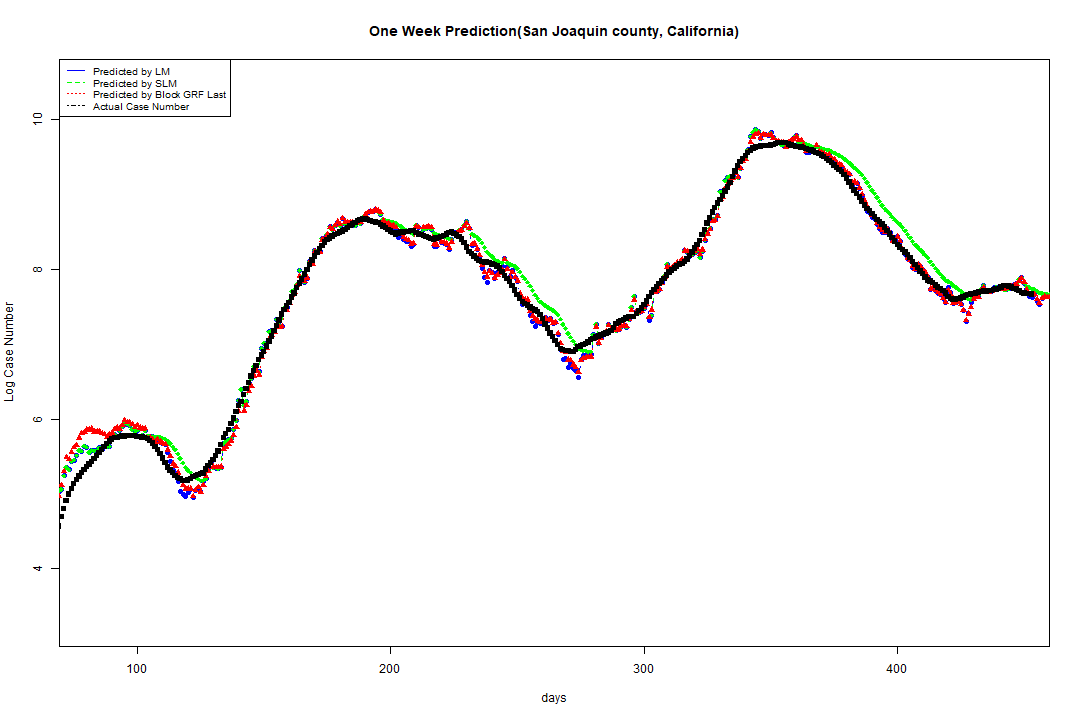 One Week Prediction(San Joaquin county, California)
Predicted by LM
Predicted by SLM
Predicted by Block GRF Last
Actual Case Number
10
8
6
4
Log Case Number
100
200
300
400
days